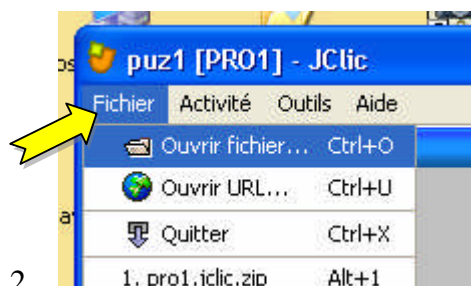 puz1 [PRO1] - JClic
Fichier Activité Outils Aide
Ouvrir fichier... Ctrl+O
Ouvrir URL... Ctrl+U
Quitter Ctrl+X
1. pro1.jclic.zip Alt+1
2